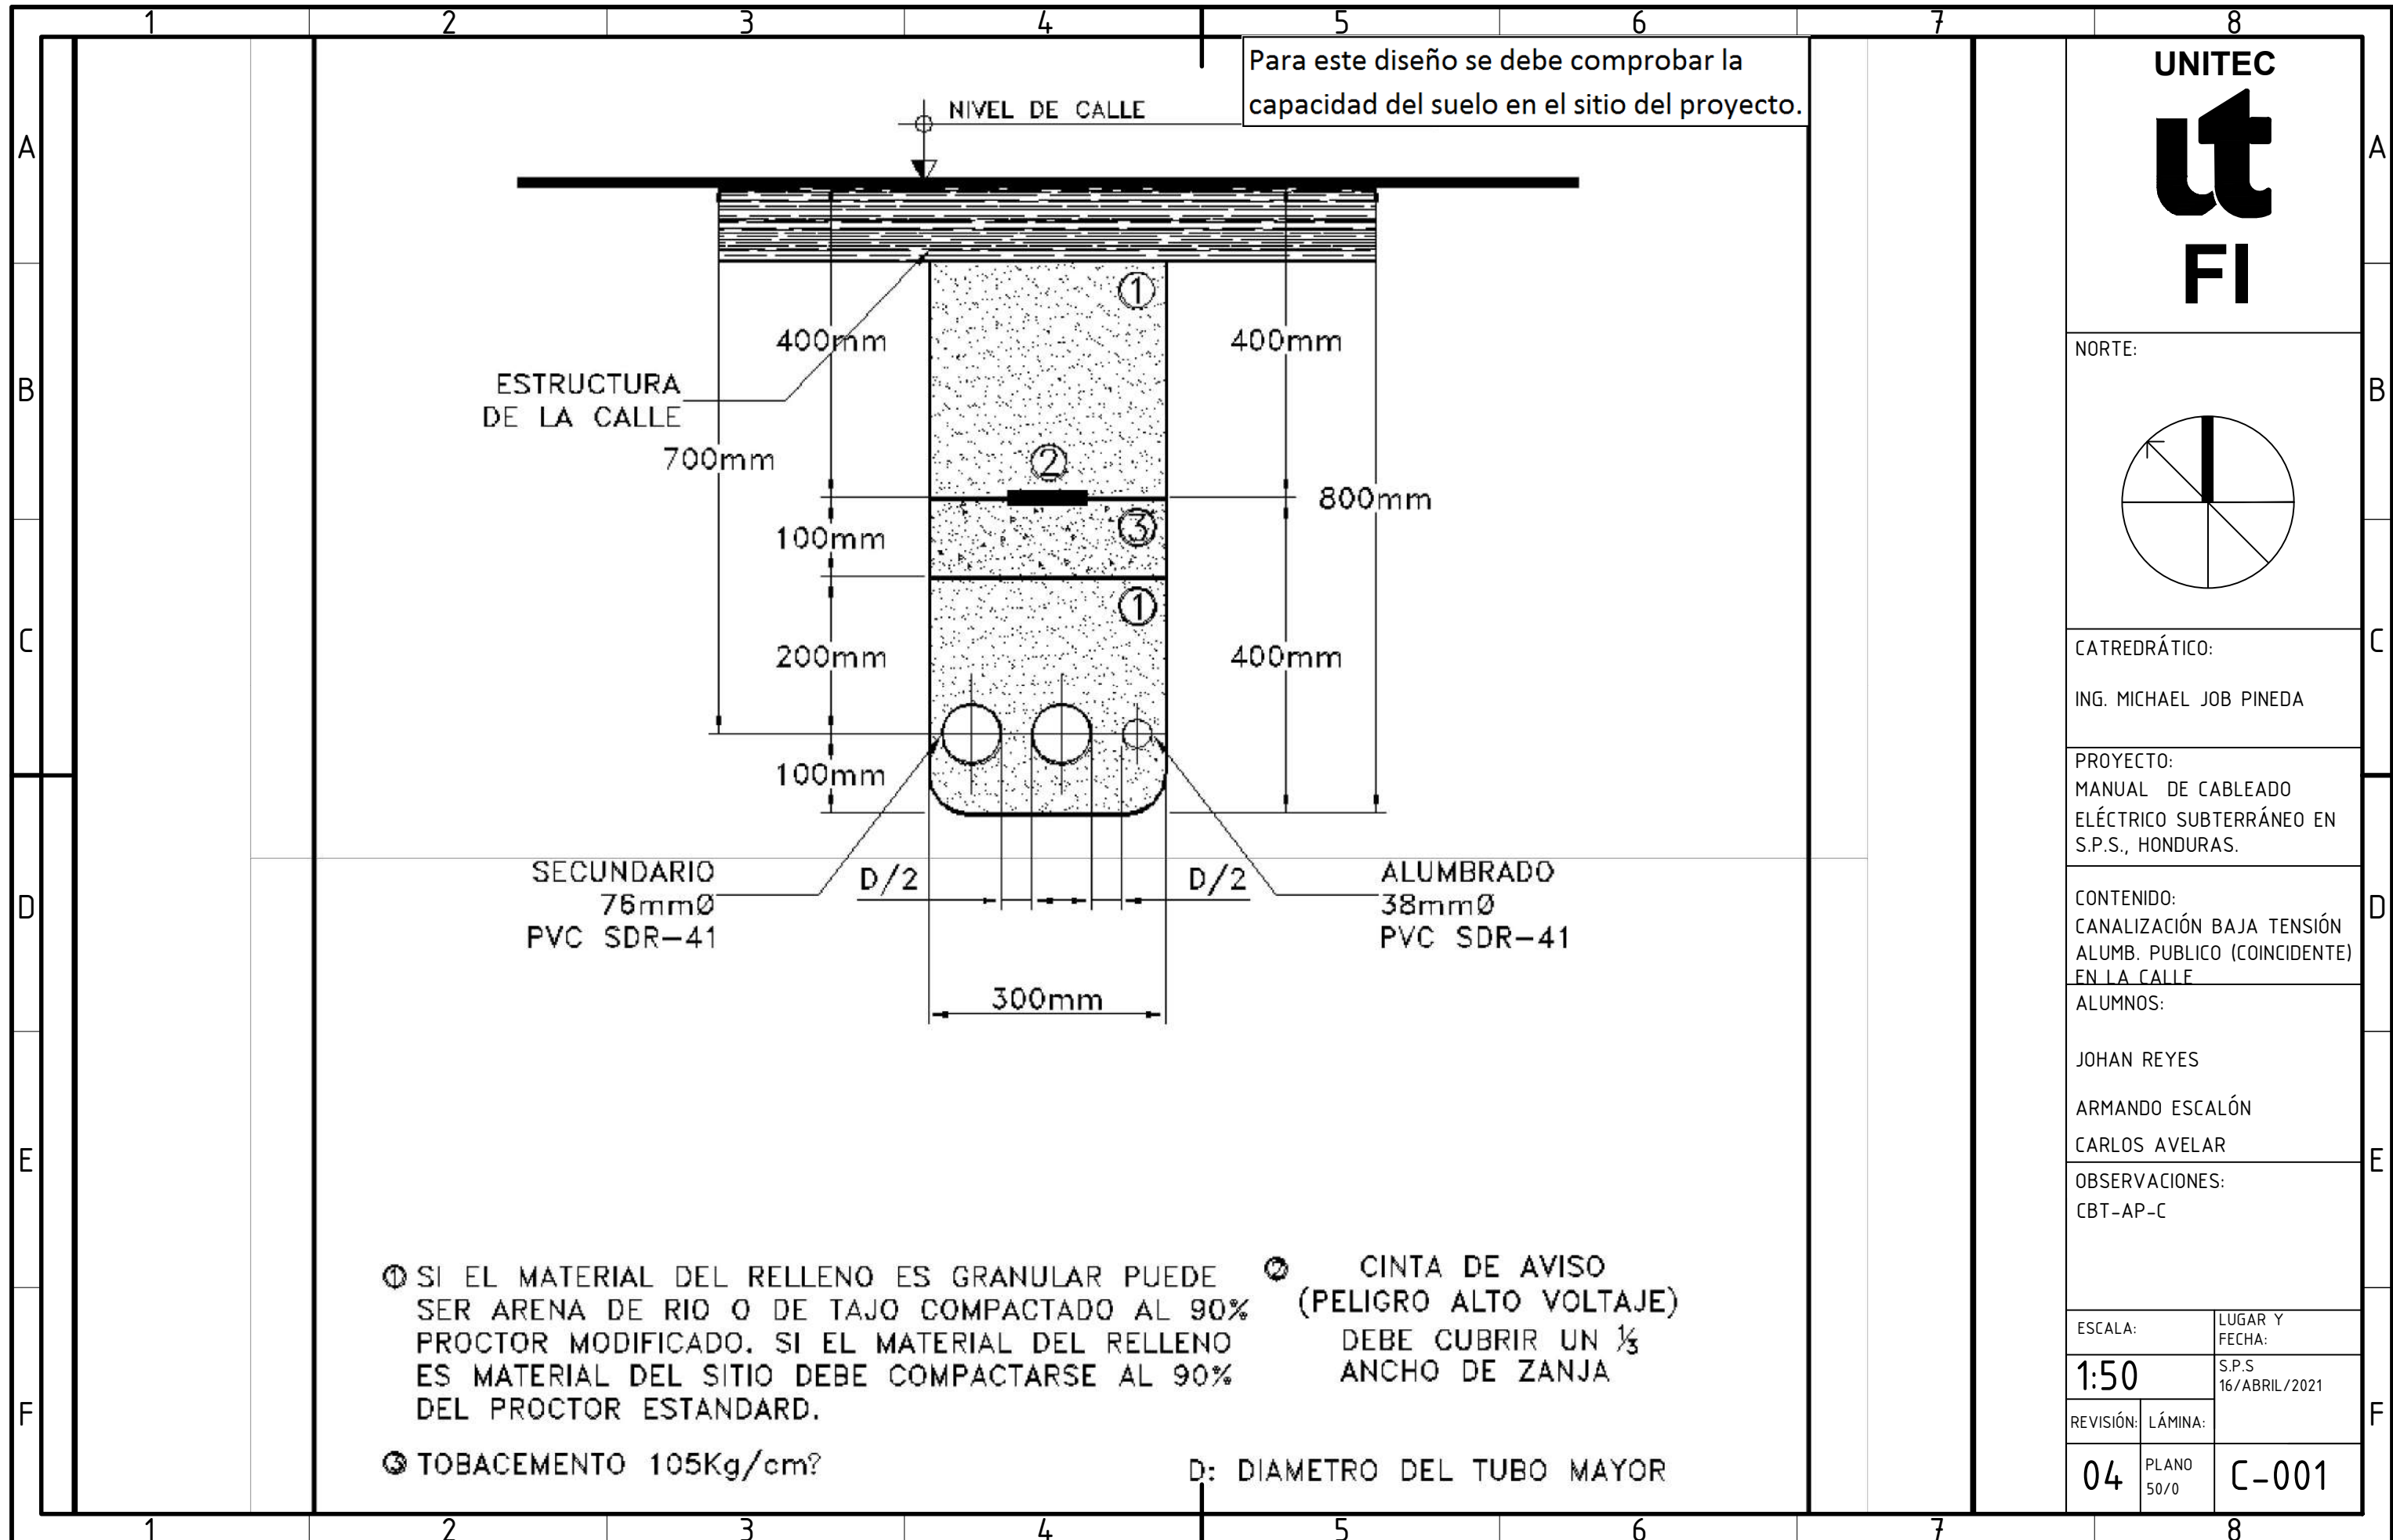 1 2 3 4 5 6 7 8
A
B
C
D
E
F
Para este diseño se debe comprobar la
capacidad del suelo en el sitio del proyecto.
NIVEL DE CALLE
①
400mm
400mm
ESTRUCTURA
DE LA CALLE
700mm
②
800mm
100mm
③
①
200mm
400mm
100mm
SECUNDARIO
76mmØ
PVC SDR-41
D/2
D/2
ALUMBRADO
38mmØ
PVC SDR-41
300mm
① SI EL MATERIAL DEL RELLENO ES GRANULAR PUEDE
SER ARENA DE RIO O DE TAJO COMPACTADO AL 90%
PROCTOR MODIFICADO. SI EL MATERIAL DEL RELLENO
ES MATERIAL DEL SITIO DEBE COMPACTARSE AL 90%
DEL PROCTOR ESTANDARD.
② CINTA DE AVISO
(PELIGRO ALTO VOLTAJE)
DEBE CUBRIR UN ⅓
ANCHO DE ZANJA
③ TOBACEMENTO 105Kg/cm?
D: DIAMETRO DEL TUBO MAYOR
UNITEC
ut
FI
NORTE:
CATREDRÁTICO:
ING. MICHAEL JOB PINEDA
PROYECTO:
MANUAL DE CABLEADO
ELÉCTRICO SUBTERRÁNEO EN
S.P.S., HONDURAS.
CONTENIDO:
CANALIZACIÓN BAJA TENSIÓN
ALUMB. PUBLICO (COINCIDENTE)
EN LA CALLE
ALUMNOS:
JOHAN REYES
ARMANDO ESCALÓN
CARLOS AVELAR
OBSERVACIONES:
CBT-AP-C
ESCALA:
1:50
LUGAR Y
FECHA:
S.P.S
16/ABRIL/2021
REVISIÓN:
04
LÁMINA:
PLANO
50/0
C-001
A
B
C
D
E
F
1 2 3 4 5 6 7 8